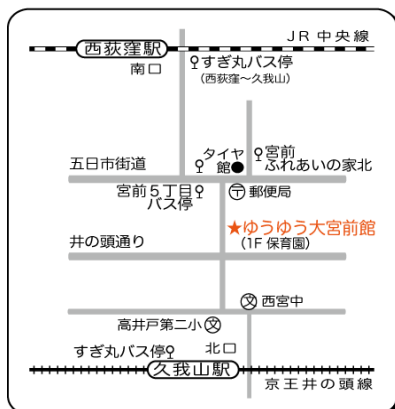 JR 中央線
西荻窪駅
南口
すぎ丸バス停
(西荻窪〜久我山)
タイヤ
館
宮前
ふれあいの家北
五日市街道
宮前5丁目
バス停
〒 郵便局
★ゆうゆう大宮前館
(1F 保育園)
井の頭通り
文 西宮中
高井戸第二小 文
すぎ丸バス停
北口
久我山駅
京王井の頭線